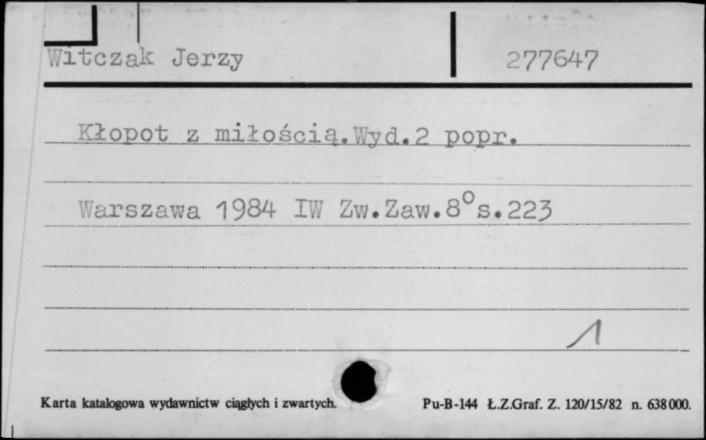 Witczak Jerzy 277647
Kłopot z miłością.Wyd.2 popr.
Warszawa 1984 IW Zw.Zaw.8°s.223
1
Karta katalogowa wydawnictw ciągłych i zwartych. Pu-B-144 Ł.Z.Graf. Z. 120/15/82 n. 638000.